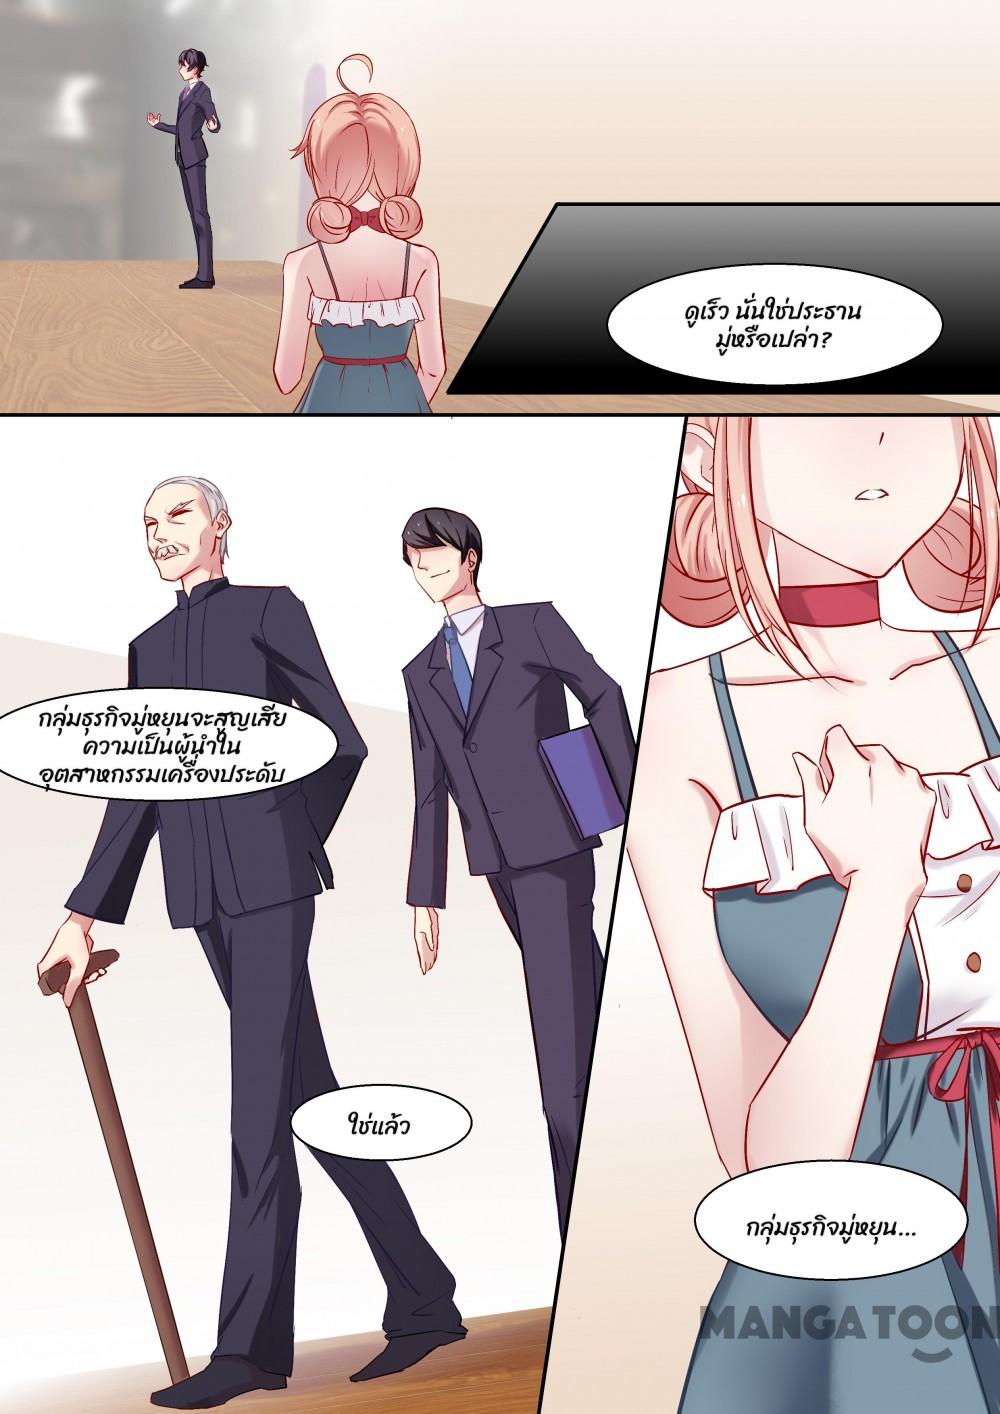 ดูเร็ว นั่นใช่ประธาน
มู่หรือเปล่า?
กลุ่มธุรกิจมู่หยุนจะสูญเสีย
ความเป็นผู้นำใน
อุตสาหกรรมเครื่องประดับ
ใช่แล้ว
กลุ่มธุรกิจมู่หยุน...
MANGATOON